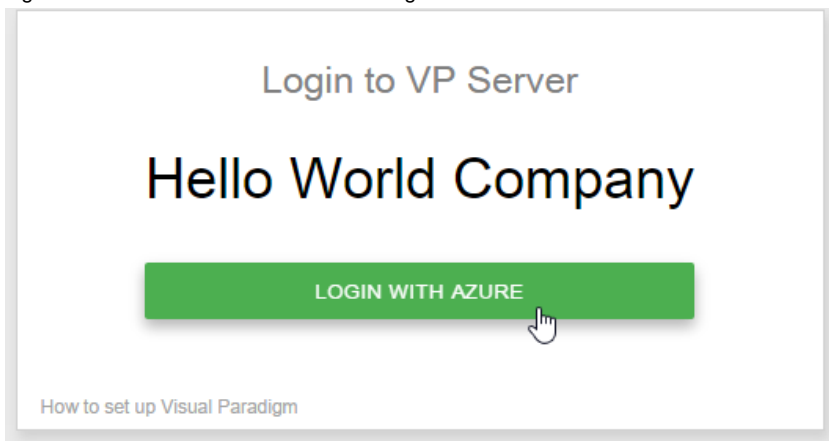 Login to VP Server
Hello World Company
LOGIN WITH AZURE
How to set up Visual Paradigm